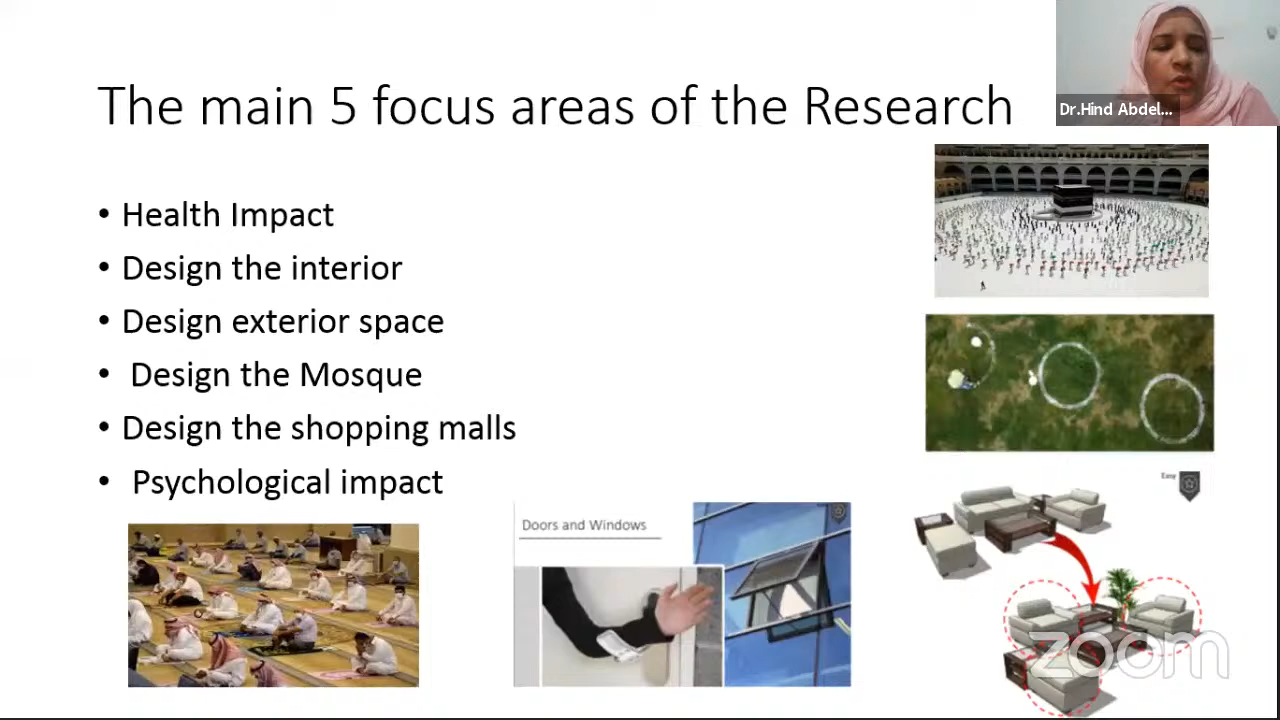 Dr.Hind Abdel...
The main 5 focus areas of the Research
• Health Impact
• Design the interior
• Design exterior space
• Design the Mosque
• Design the shopping malls
• Psychological impact
Doors and Windows
Easy
zoom